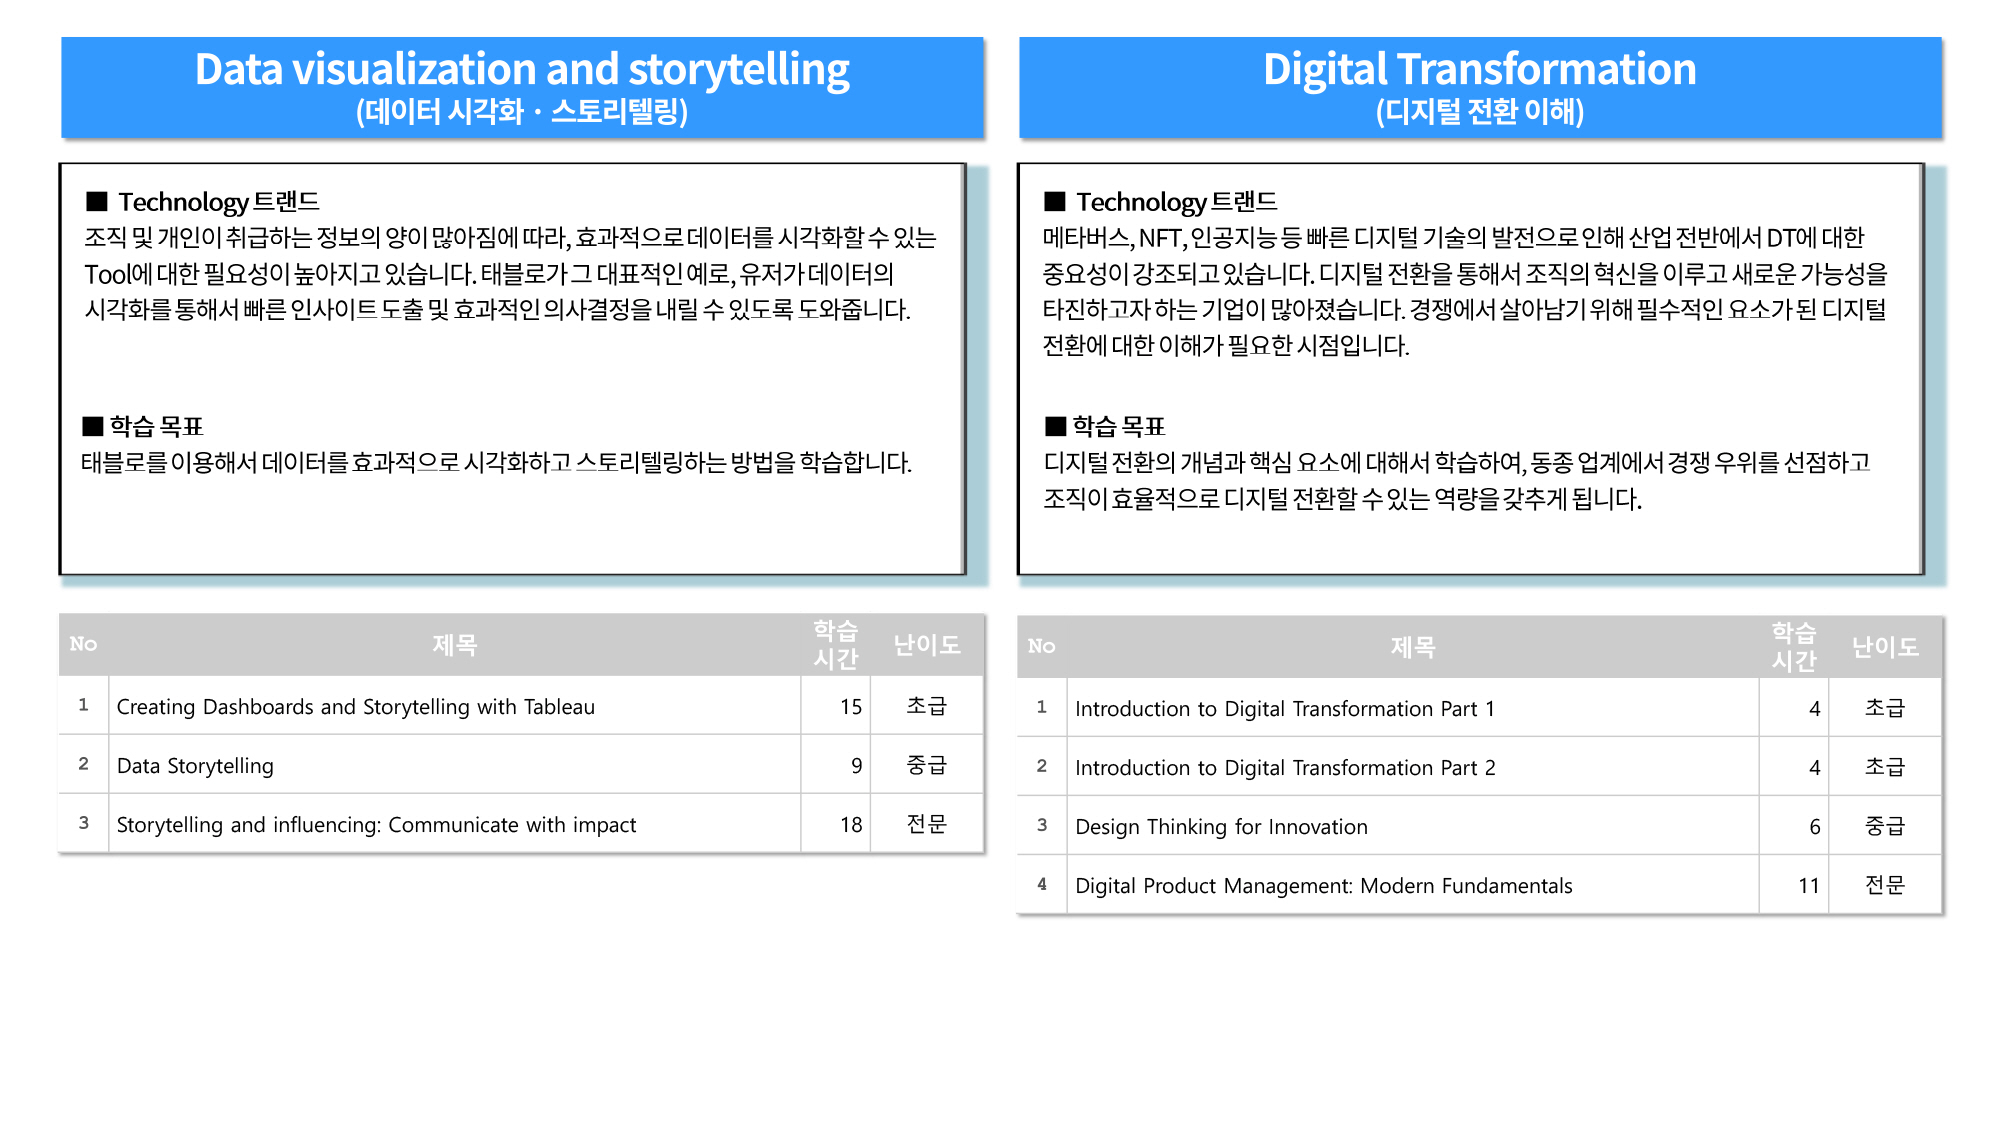 Data visualization and storytelling
(데이터 시각화 · 스토리텔링)
■ Technology 트랜드
조직 및 개인이 취급하는 정보의 양이 많아짐에 따라, 효과적으로 데이터를 시각화할 수 있는
Tool에 대한 필요성이 높아지고 있습니다. 태블로가 그 대표적인 예로, 유저가 데이터의
시각화를 통해서 빠른 인사이트 도출 및 효과적인 의사결정을 내릴 수 있도록 도와줍니다.
■ 학습 목표
태블로를 이용해서 데이터를 효과적으로 시각화하고 스토리텔링하는 방법을 학습합니다.
No 제목 학습 시간 난이도
1 Creating Dashboards and Storytelling with Tableau 15 초급
2 Data Storytelling 9 중급
3 Storytelling and influencing: Communicate with impact 18 전문
Digital Transformation
(디지털 전환 이해)
■ Technology 트랜드
메타버스, NFT, 인공지능 등 빠른 디지털 기술의 발전으로 인해 산업 전반에서 DT에 대한
중요성이 강조되고 있습니다. 디지털 전환을 통해서 조직의 혁신을 이루고 새로운 가능성을
타진하고자 하는 기업이 많아졌습니다. 경쟁에서 살아남기 위해 필수적인 요소가 된 디지털
전환에 대한 이해가 필요한 시점입니다.
■ 학습 목표
디지털 전환의 개념과 핵심 요소에 대해서 학습하여, 동종 업계에서 경쟁 우위를 선점하고
조직이 효율적으로 디지털 전환할 수 있는 역량을 갖추게 됩니다.
No 제목 학습 시간 난이도
1 Introduction to Digital Transformation Part 1 4 초급
2 Introduction to Digital Transformation Part 2 4 초급
3 Design Thinking for Innovation 6 중급
4 Digital Product Management: Modern Fundamentals 11 전문